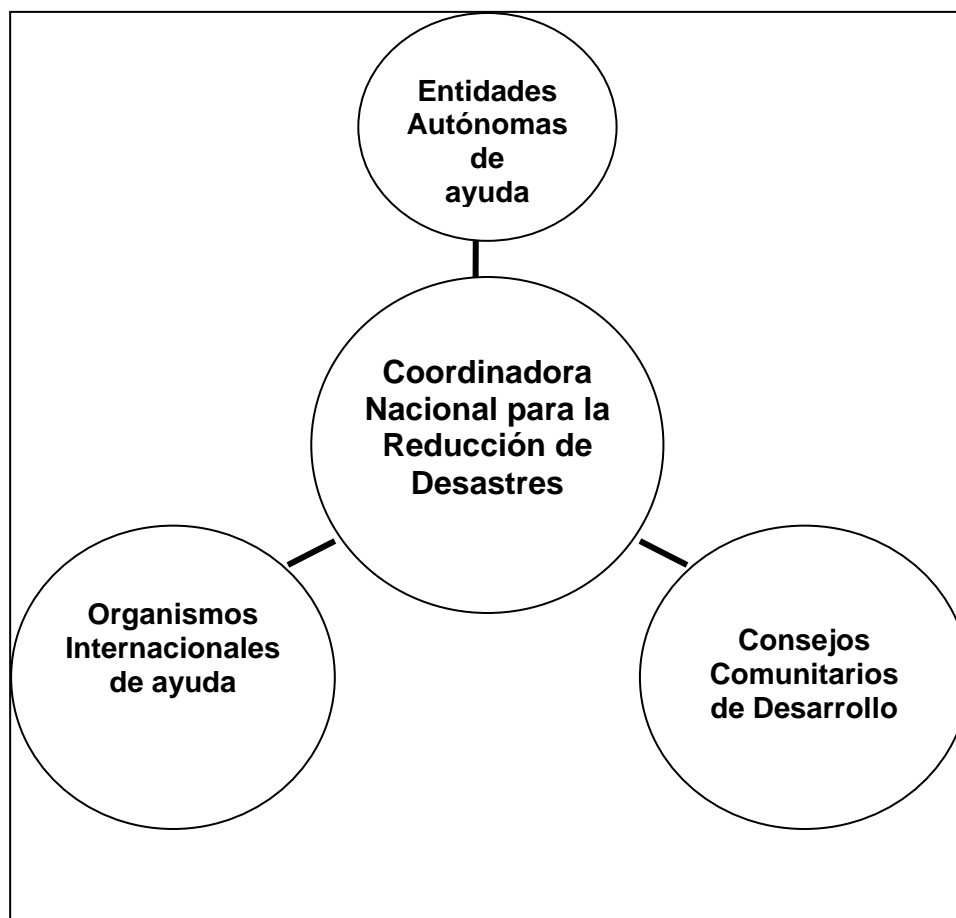 Entidades
Autónomas
de
ayuda
Coordinadora
Nacional para la
Reducción de
Desastres
Organismos
Internacionales
de ayuda
Consejos
Comunitarios
de Desarrollo